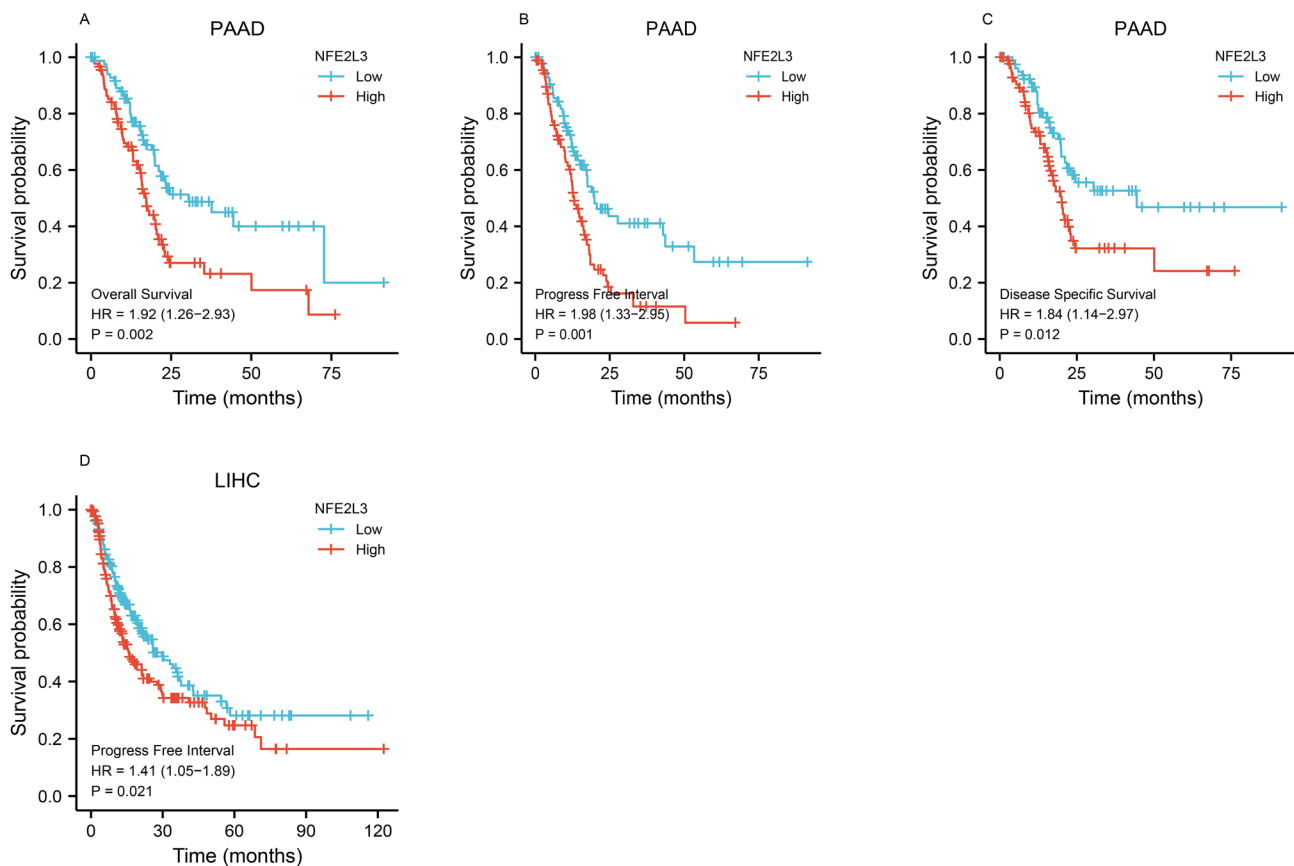 A
PAAD
NFE2L3
Low
High
Survival probability
1.0
0.8
0.6
0.4
0.2
0.0
Overall Survival
HR = 1.92 (1.26−2.93)
P = 0.002
0 25 50 75
Time (months)
B
PAAD
NFE2L3
Low
High
Survival probability
1.0
0.8
0.6
0.4
0.2
0.0
Progress Free Interval
HR = 1.98 (1.33−2.95)
P = 0.001
0 25 50 75
Time (months)
C
PAAD
NFE2L3
Low
High
Survival probability
1.0
0.8
0.6
0.4
0.2
0.0
Disease Specific Survival
HR = 1.84 (1.14−2.97)
P = 0.012
0 25 50 75
Time (months)
D
LIHC
NFE2L3
Low
High
Survival probability
1.0
0.8
0.6
0.4
0.2
0.0
Progress Free Interval
HR = 1.41 (1.05−1.89)
P = 0.021
0 30 60 90 120
Time (months)